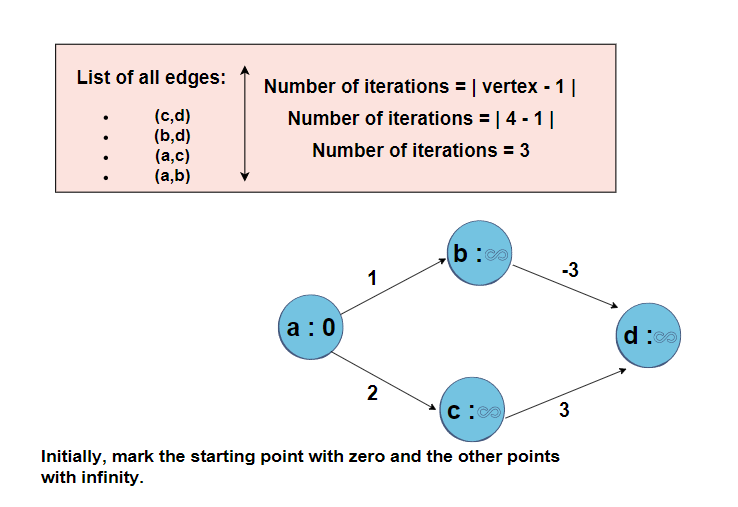 List of all edges:
• (c,d)
• (b,d)
• (a,c)
• (a,b)
Number of iterations = | vertex - 1 |
Number of iterations = | 4 - 1 |
Number of iterations = 3
b : ∞
1
-3
a : 0
d : ∞
2
c : ∞
3
Initially, mark the starting point with zero and the other points
with infinity.